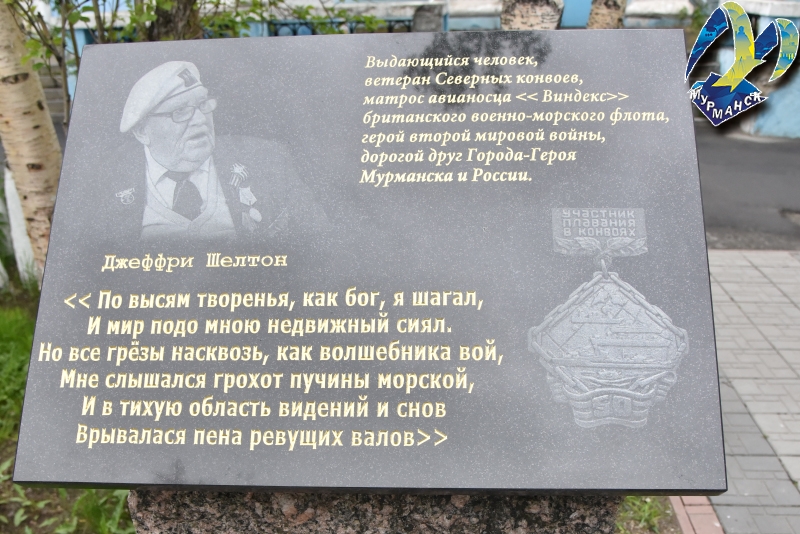 Выдающийся человек,
ветеран Северных конвоев,
матрос авианосца << Виндекс>>
британского военно-морского флота,
герой второй мировой войны,
дорогой друг Города-Героя
Мурманска и России.
МУРМАНСК
УЧАСТНИК
ПЛАВАНИЯ
В КОНВОЯХ
50
Джеффри Шелтон
<< По высям творенья, как бог, я шагал,
И мир подо мною недвижный сиял.
Но все грёзы насквозь, как волшебника вой,
Мне слышался грохот пучины морской,
И в тихую область видений и снов
Врывалася пена ревущих валов>>